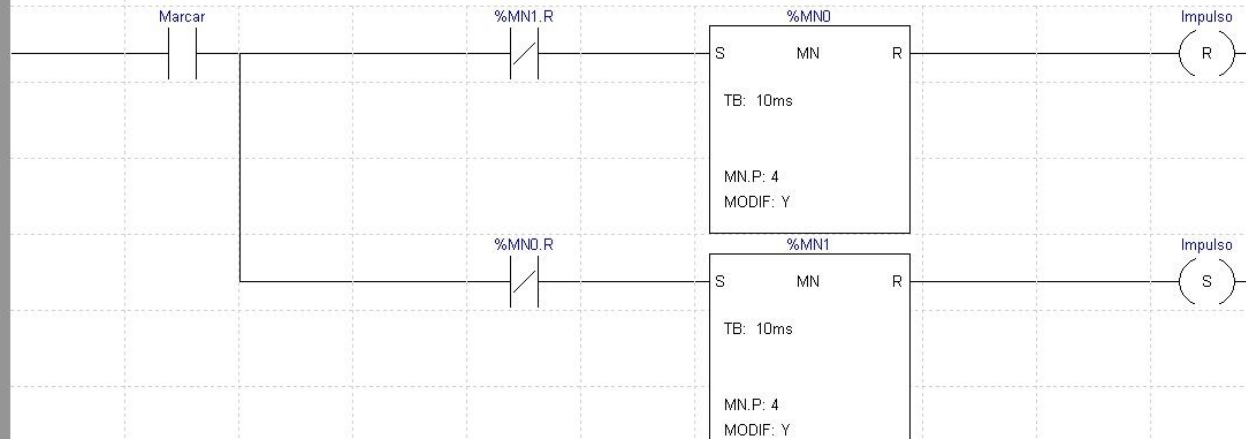 Marcar %MN1.R %MN0 Impulso
S MN R R
TB: 10ms
MN.P: 4
MODIF: Y
%MN0.R %MN1 Impulso
S MN R S
TB: 10ms
MN.P: 4
MODIF: Y